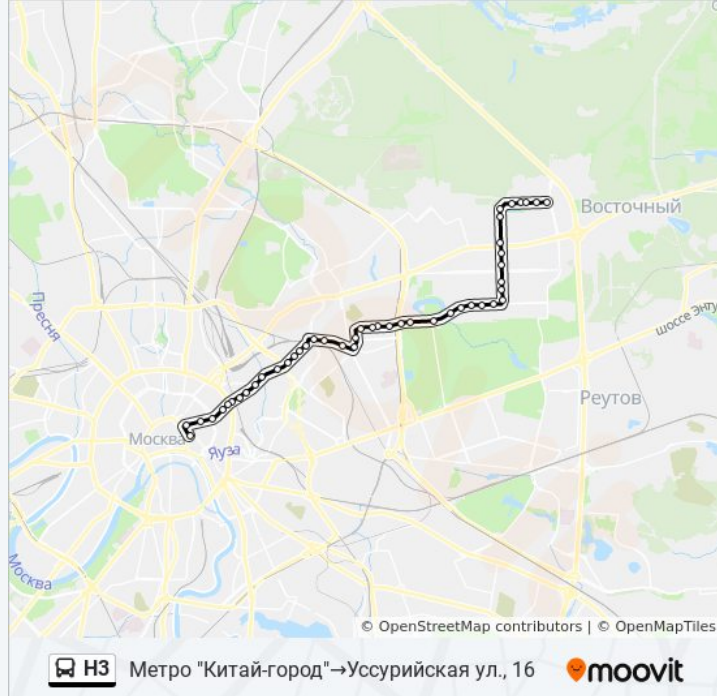 Восточный
Пресня
шоссе Энту
Реутов
Москва
Яуза
Москва
© OpenStreetMap contributors | © OpenMapTiles
Н3 Метро "Китай-город"→Уссурийская ул., 16 moovit